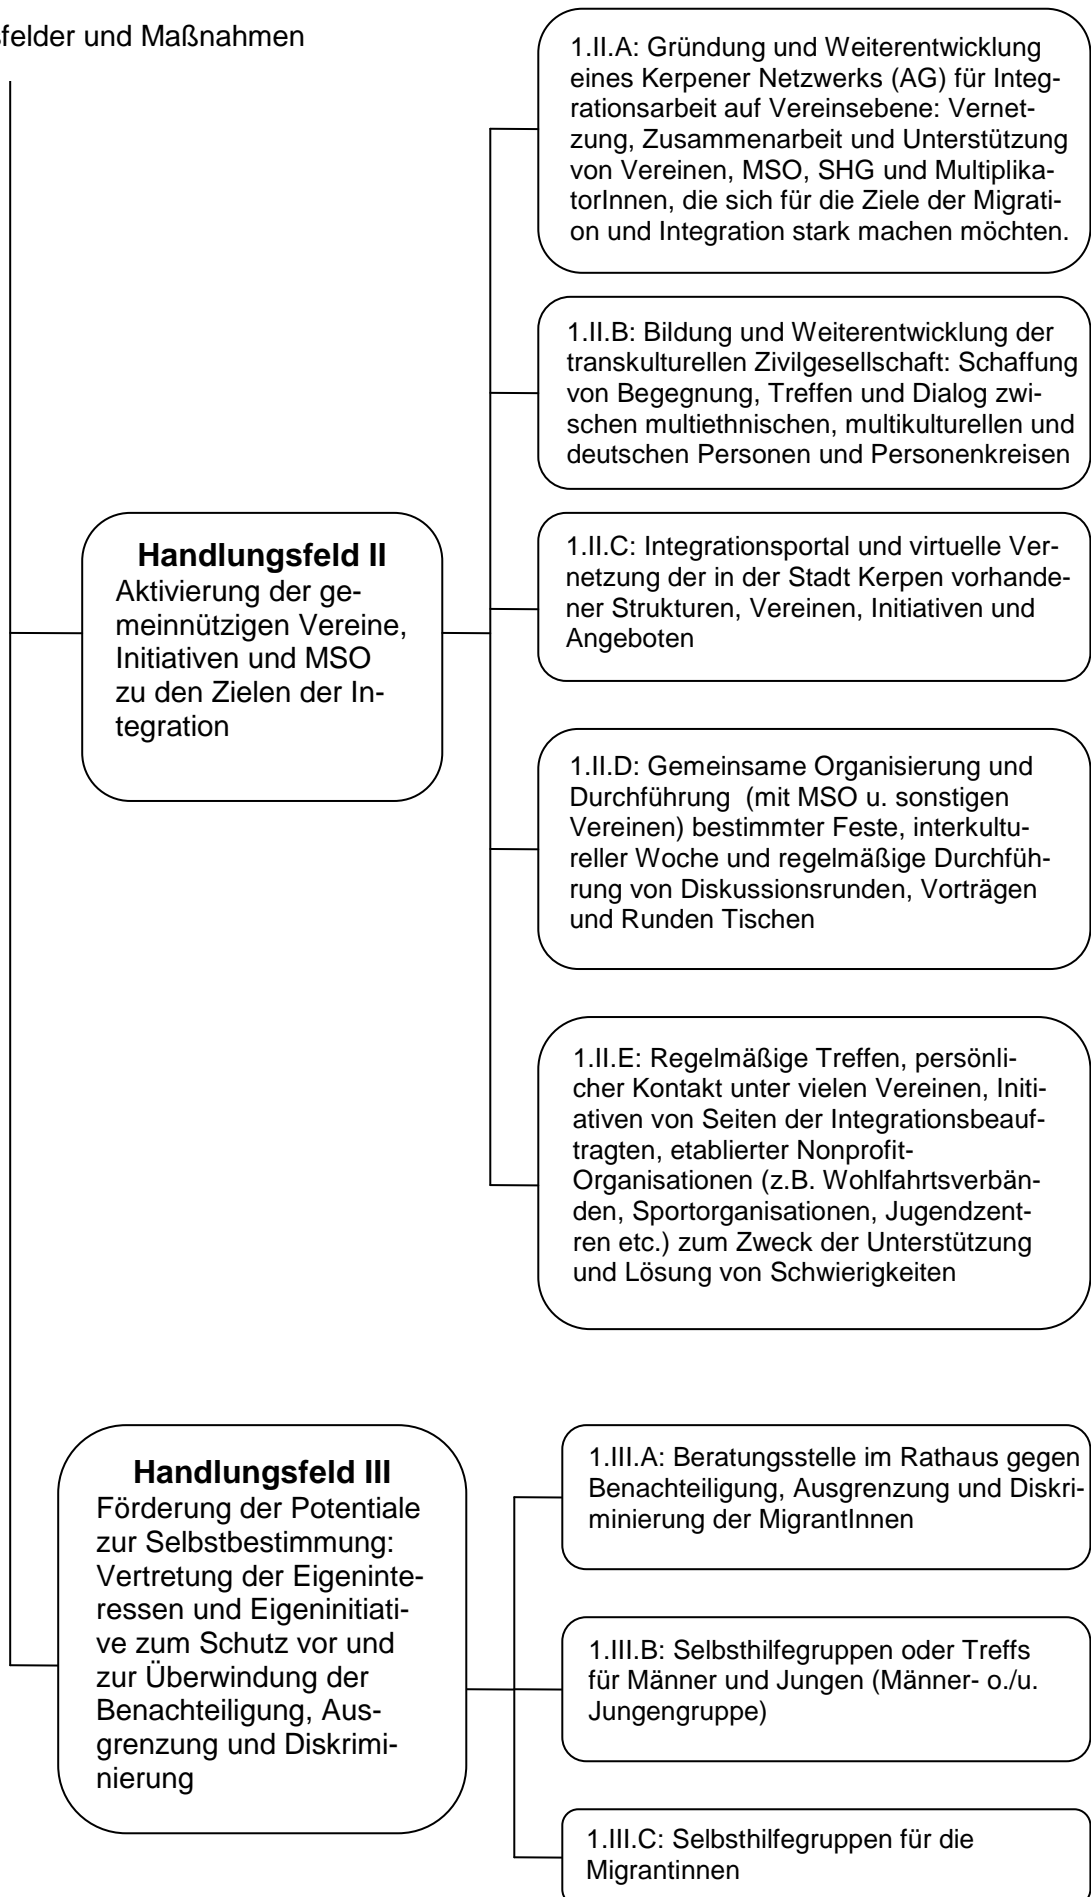 felder und Maßnahmen
1.II.A: Gründung und Weiterentwicklung
eines Kerpener Netzwerks (AG) für Integ-
rationsarbeit auf Vereinsebene: Vernet-
zung, Zusammenarbeit und Unterstützung
von Vereinen, MSO, SHG und Multiplika-
torInnen, die sich für die Ziele der Migrati-
on und Integration stark machen möchten.
1.II.B: Bildung und Weiterentwicklung der
transkulturellen Zivilgesellschaft: Schaffung
von Begegnung, Treffen und Dialog zwi-
schen multiethnischen, multikulturellen und
deutschen Personen und Personenkreisen
Handlungsfeld II
Aktivierung der ge-
meinnützigen Vereine,
Initiativen und MSO
zu den Zielen der In-
tegration
1.II.C: Integrationsportal und virtuelle Ver-
netzung der in der Stadt Kerpen vorhande-
ner Strukturen, Vereinen, Initiativen und
Angeboten
1.II.D: Gemeinsame Organisierung und
Durchführung  (mit MSO u. sonstigen
Vereinen) bestimmter Feste, interkultu-
reller Woche und regelmäßige Durchfüh-
rung von Diskussionsrunden, Vorträgen
und Runden Tischen
1.II.E: Regelmäßige Treffen, persönli-
cher Kontakt unter vielen Vereinen, Initi-
ativen von Seiten der Integrationsbeauf-
tragten, etablierter Nonprofit-
Organisationen (z.B. Wohlfahrtsverbän-
den, Sportorganisationen, Jugendzent-
ren etc.) zum Zweck der Unterstützung
und Lösung von Schwierigkeiten
Handlungsfeld III
Förderung der Potentiale
zur Selbstbestimmung:
Vertretung der Eigeninte-
ressen und Eigeninitiati-
ve zum Schutz vor und
zur Überwindung der
Benachteiligung, Aus-
grenzung und Diskrimi-
nierung
1.III.A: Beratungsstelle im Rathaus gegen
Benachteiligung, Ausgrenzung und Diskri-
minierung der MigrantInnen
1.III.B: Selbsthilfegruppen oder Treffs
für Männer und Jungen (Männer- o./u.
Jungengruppe)
1.III.C: Selbsthilfegruppen für die
Migrantinnen